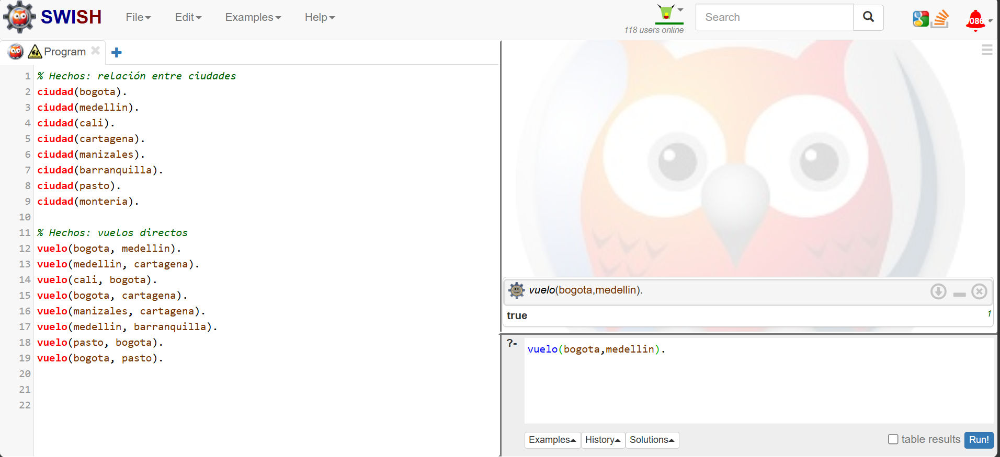 SWISH File Edit Examples Help 118 users online Search
Program
1 % Hechos: relación entre ciudades
2 ciudad(bogota).
3 ciudad(medellin).
4 ciudad(cali).
5 ciudad(cartagena).
6 ciudad(manizales).
7 ciudad(barranquilla).
8 ciudad(pasto).
9 ciudad(monteria).
10
11 % Hechos: vuelos directos
12 vuelo(bogota, medellin).
13 vuelo(medellin, cartagena).
14 vuelo(cali, bogota).
15 vuelo(bogota, cartagena).
16 vuelo(manizales, cartagena).
17 vuelo(medellin, barranquilla).
18 vuelo(pasto, bogota).
19 vuelo(bogota, pasto).
20
21
22
vuelo(bogota,medellin).
true 1
?- vuelo(bogota,medellin).
Examples History Solutions table results Run!